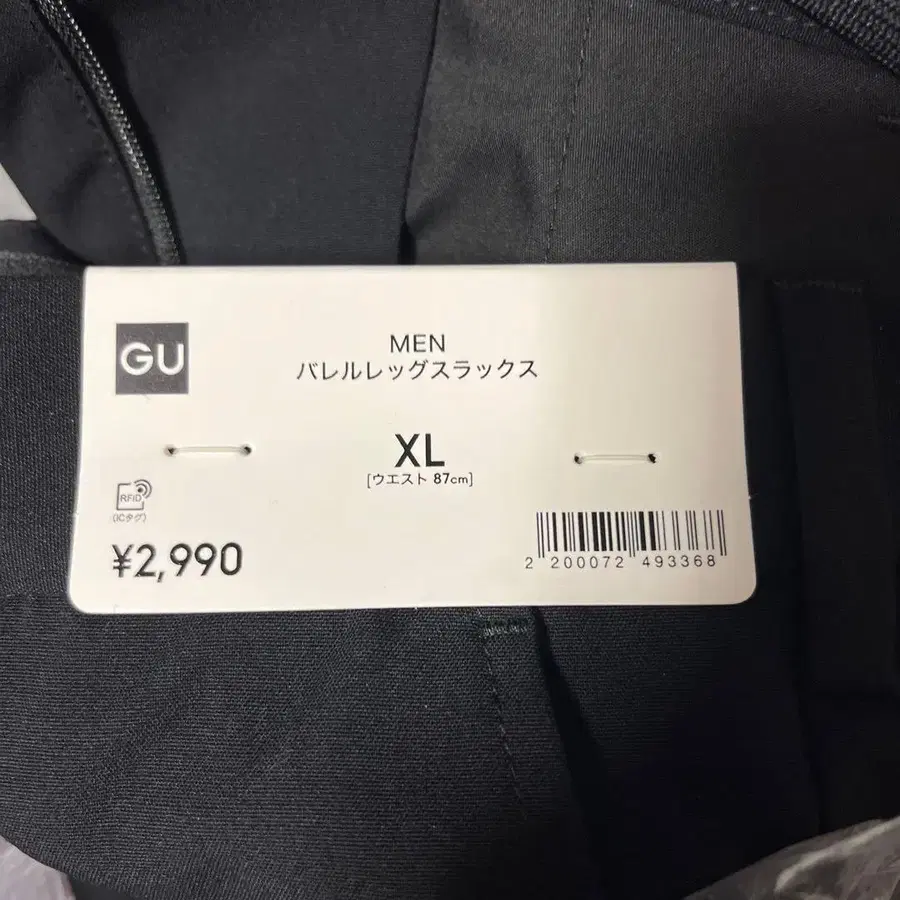 GU
MEN
バレルレッグスラックス
XL
[ウエスト 87cm]
RFID
(ICタグ)
¥2,990
2 200072 493368